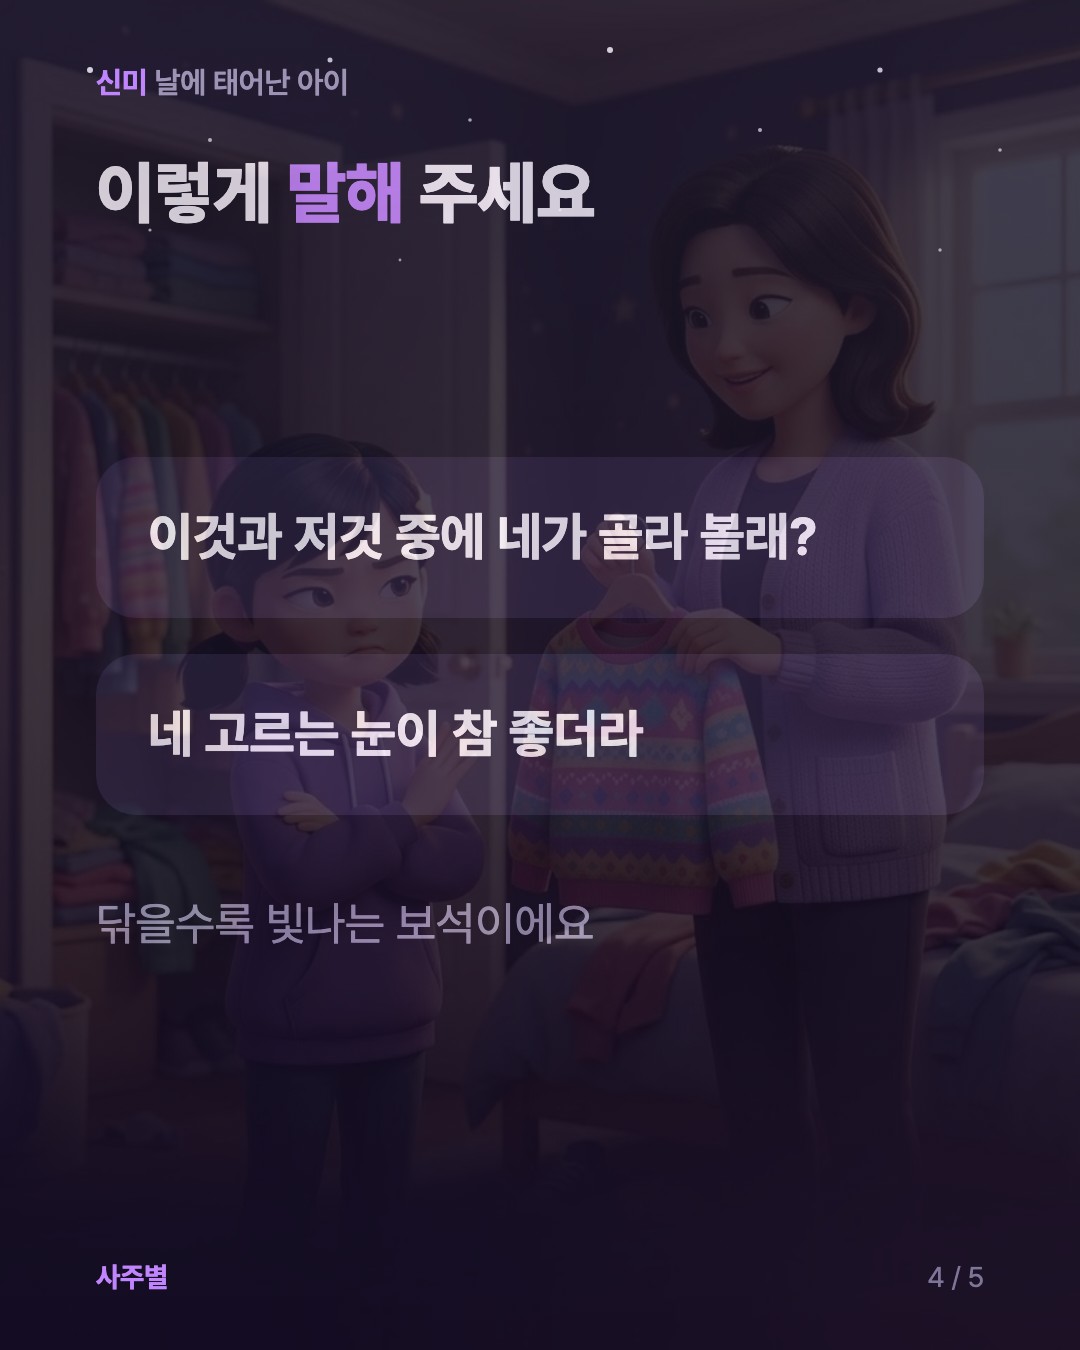 신미 날에 태어난 아이
이렇게 말해 주세요
이것과 저것 중에 네가 골라 볼래?
네 고르는 눈이 참 좋더라
닦을수록 빛나는 보석이에요
사주별
4 / 5